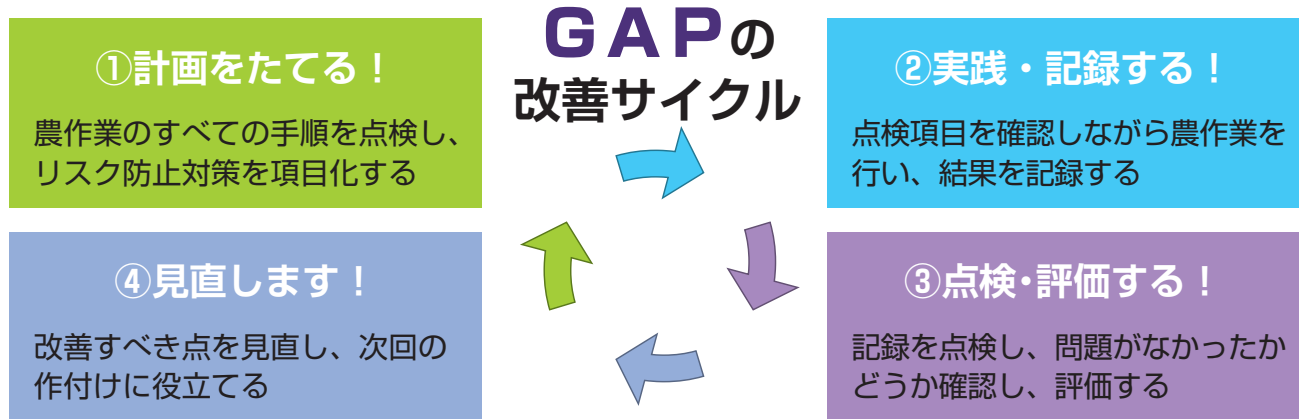 GAPの
改善サイクル
①計画をたてる！
農作業のすべての手順を点検し、
リスク防止対策を項目化する
②実践・記録する！
点検項目を確認しながら農作業を
行い、結果を記録する
③点検・評価する！
記録を点検し、問題がなかったか
どうか確認し、評価する
④見直します！
改善すべき点を見直し、次回の
作付けに役立てる